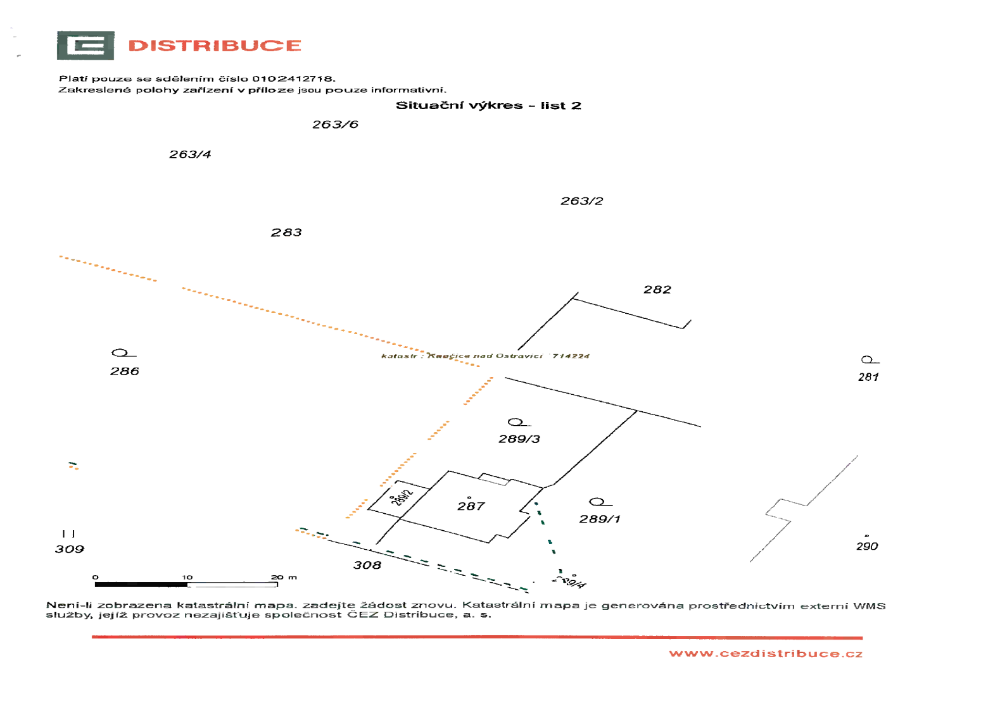 DISTRIBUCE
Platí pouze se sdělením číslo 0102412718.
Zakreslené polohy zařízení v příloze jsou pouze informativní.
Situační výkres - list 2
263/6
263/4
263/2
283
282
katastr : Kunčice nad Ostravicí 714224
286
281
289/3
289/2
287
289/1
309
290
308
289/4
0 10 20 m
Není-li zobrazena katastrální mapa. zadejte žádost znovu. Katastrální mapa je generována prostřednictvím externí WMS
služby, jejíž provoz nezajišťuje společnost ČEZ Distribuce, a. s.
www.cezdistribuce.cz